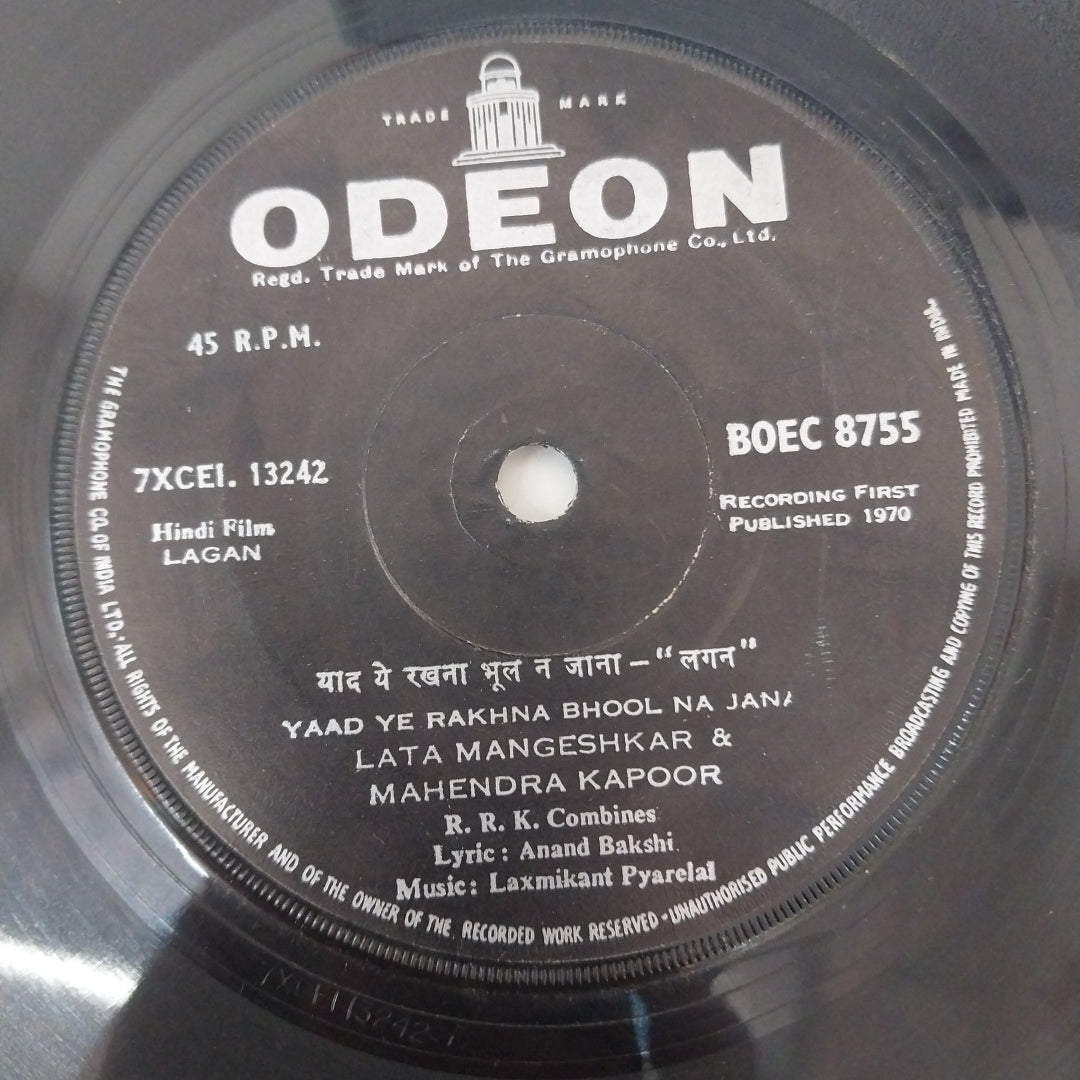 TRADE MARK
ODEON
Regd. Trade Mark of The Gramophone Co., Ltd.
45 R.P.M.
BOEC 8755
7XCEI. 13242
RECORDING FIRST
PUBLISHED 1970
Hindi Film
LAGAN
याद ये रखना भूल न जाना – "लगन"
YAAD YE RAKHNA BHOOL NA JANA
LATA MANGESHKAR &
MAHENDRA KAPOOR
R. R. K. Combines
Lyric : Anand Bakshi.
Music : Laxmikant Pyarelal
THE GRAMOPHONE CO. OF INDIA LTD. ALL RIGHTS OF THE MANUFACTURER AND OF THE OWNER OF THE RECORDED WORK RESERVED • UNAUTHORISED PUBLIC PERFORMANCE BROADCASTING AND COPYING OF THIS RECORD PROHIBITED MADE IN INDIA.